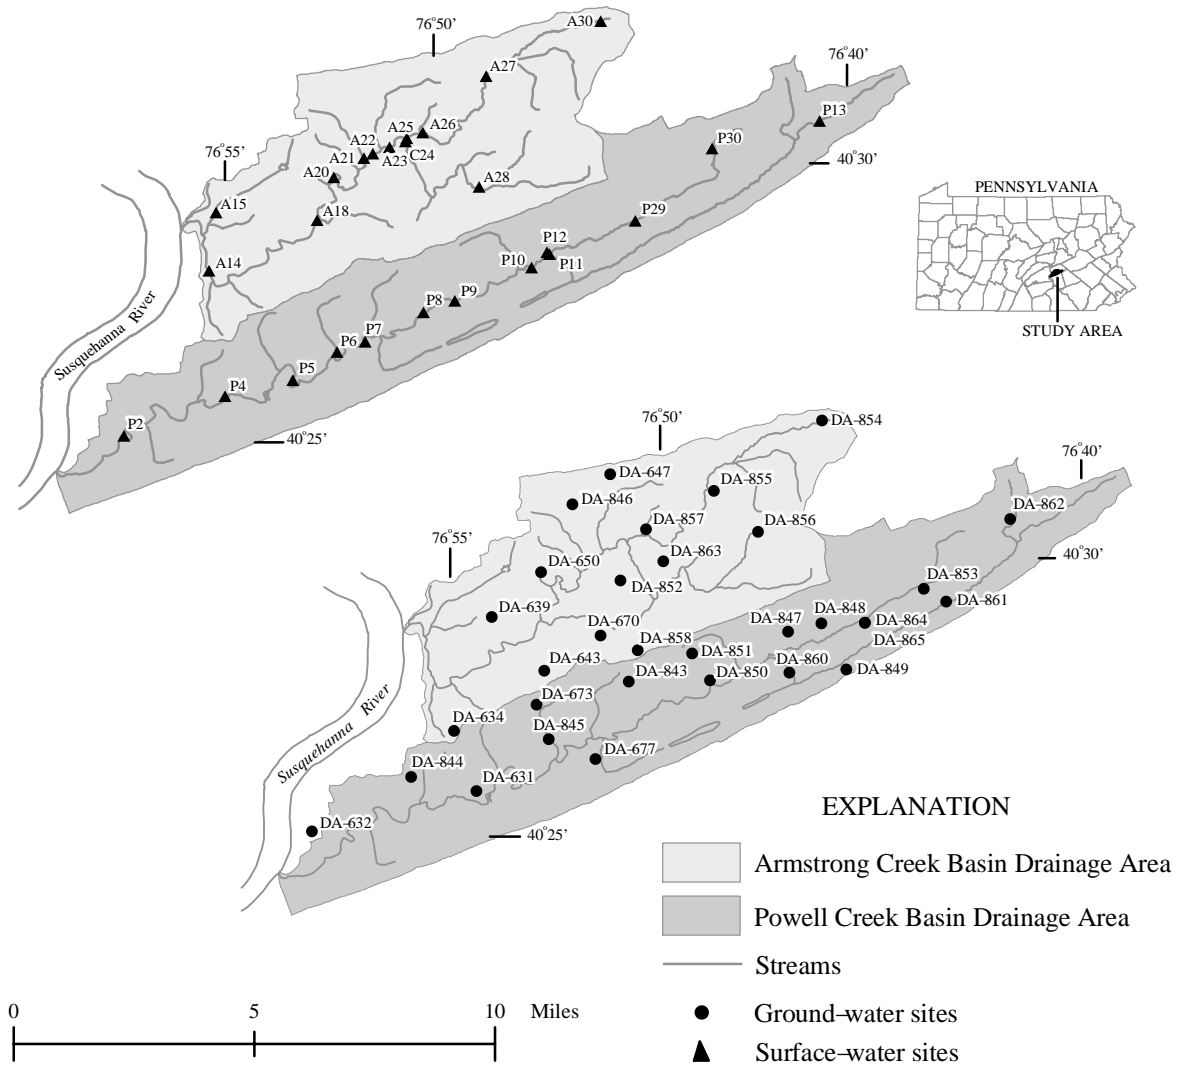 A30
76°50'
A27
76°40'
P13
A26
A25
A22
C24
A23
A21
76°55'
P30
40°30'
A20
A28
PENNSYLVANIA
A15
A18
P29
P12
P10
P11
A14
Susquehanna River
P9
P8
STUDY AREA
P7
P6
P5
P4
P2
40°25'
76°50'
DA-854
76°40'
DA-647
DA-855
DA-846
DA-862
DA-857
DA-856
76°55'
DA-863
40°30'
DA-650
DA-852
DA-853
DA-861
DA-639
DA-848
DA-847
DA-864
DA-670
DA-858
DA-865
DA-851
DA-643
DA-860
DA-843
DA-850
DA-849
DA-673
DA-634
DA-845
Susquehanna River
DA-677
DA-844
DA-631
DA-632
40°25'
EXPLANATION
Armstrong Creek Basin Drainage Area
Powell Creek Basin Drainage Area
Streams
0 5 10 Miles
Ground-water sites
Surface-water sites